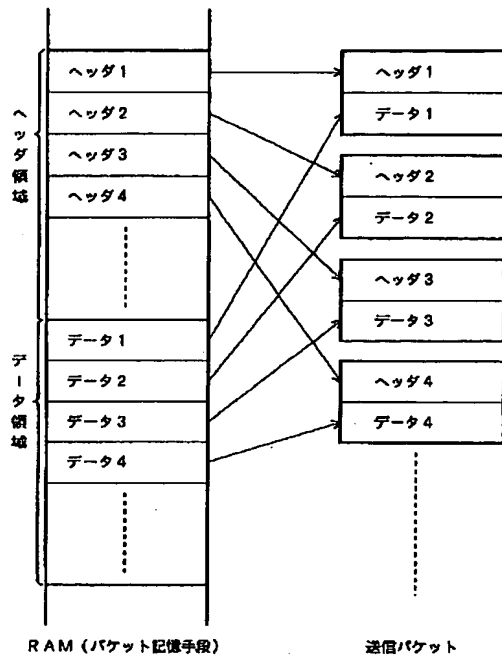 ヘッダ領域
ヘッダ1
ヘッダ2
ヘッダ3
ヘッダ4
データ領域
データ1
データ2
データ3
データ4
RAM(パケット記憶手段)
ヘッダ1
データ1
ヘッダ2
データ2
ヘッダ3
データ3
ヘッダ4
データ4
送信パケット